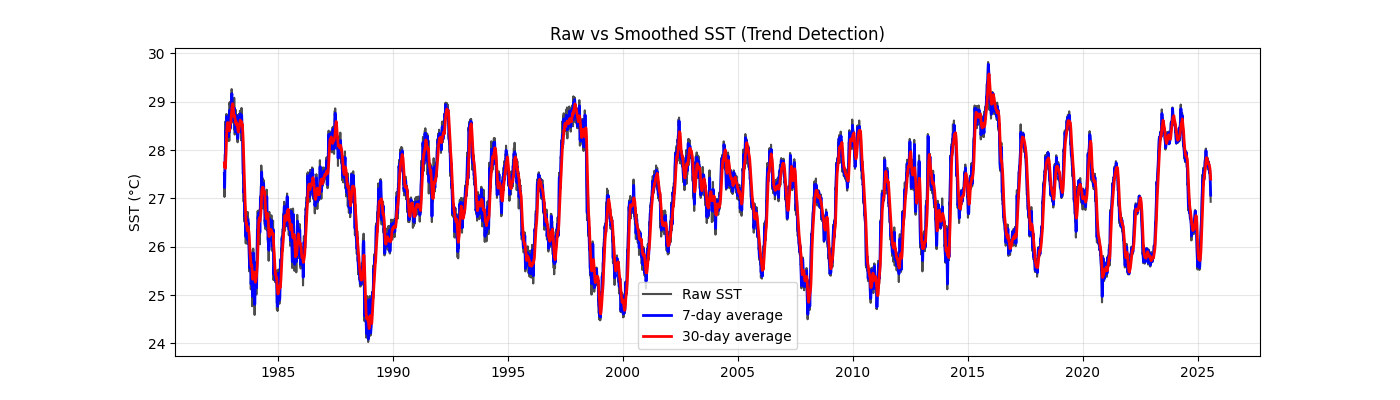 Raw vs Smoothed SST (Trend Detection)
SST (°C)
30
29
28
27
26
25
24
Raw SST
7-day average
30-day average
1985 1990 1995 2000 2005 2010 2015 2020 2025